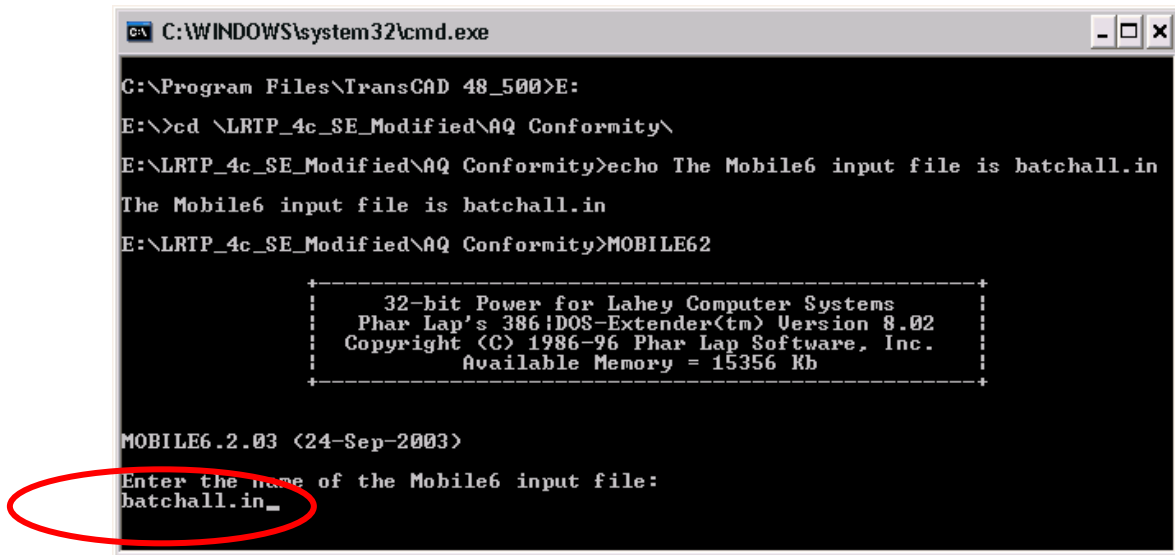 C:\WINDOWS\system32\cmd.exe
C:\Program Files\TransCAD 48_500>E:
E:\>cd \LRTP_4c_SE_Modified\AQ Conformity\
E:\LRTP_4c_SE_Modified\AQ Conformity>echo The Mobile6 input file is batchall.in
The Mobile6 input file is batchall.in
E:\LRTP_4c_SE_Modified\AQ Conformity>MOBILE62
32-bit Power for Lahey Computer Systems
Phar Lap's 386|DOS-Extender(tm) Version 8.02
Copyright (C) 1986-96 Phar Lap Software, Inc.
Available Memory = 15356 Kb
MOBILE6.2.03 (24-Sep-2003)
Enter the name of the Mobile6 input file:
batchall.in_